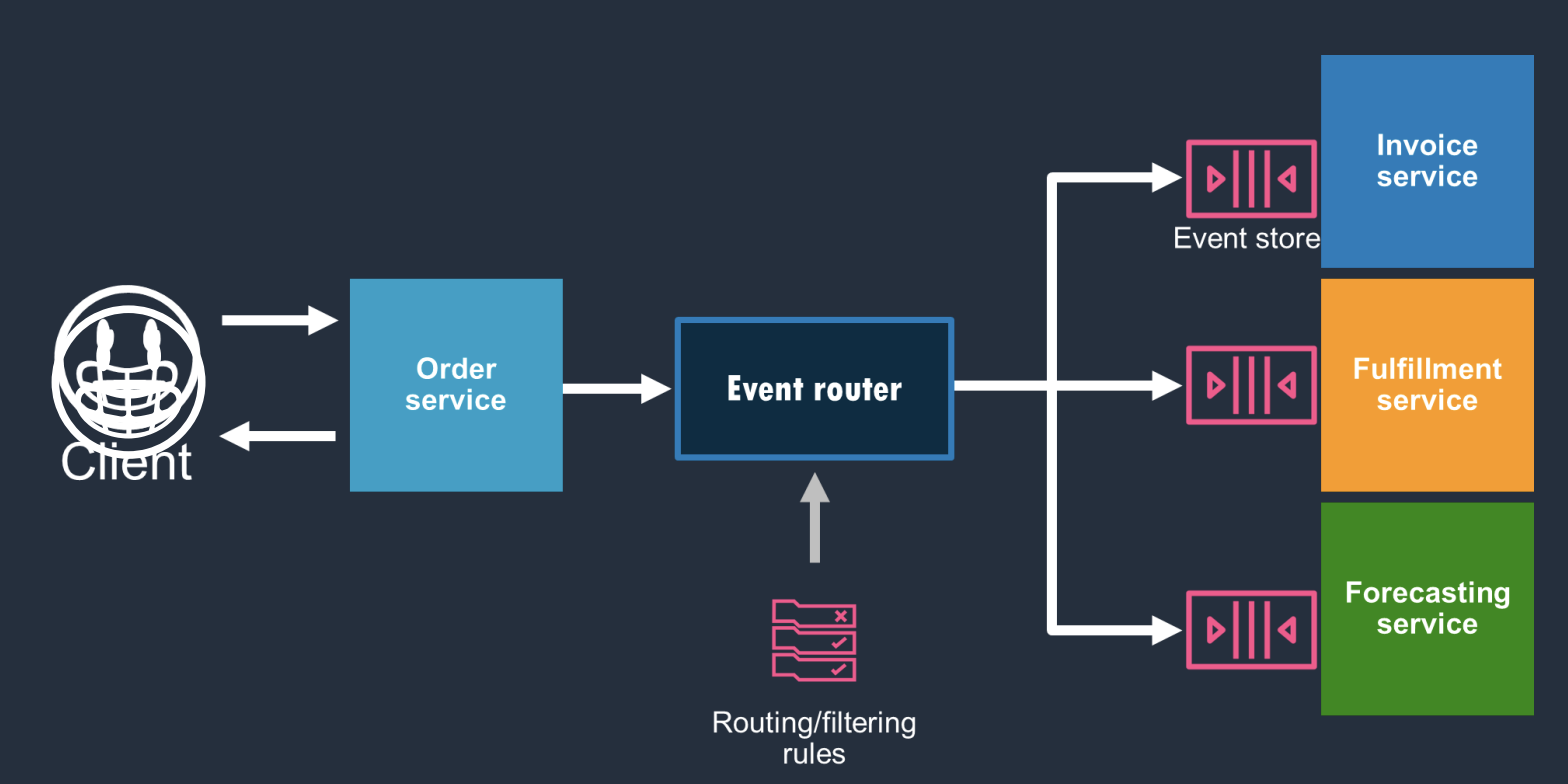 Invoice
service
Event store
Client
Order
service
Event router
Fulfillment
service
Forecasting
service
Routing/filtering
rules